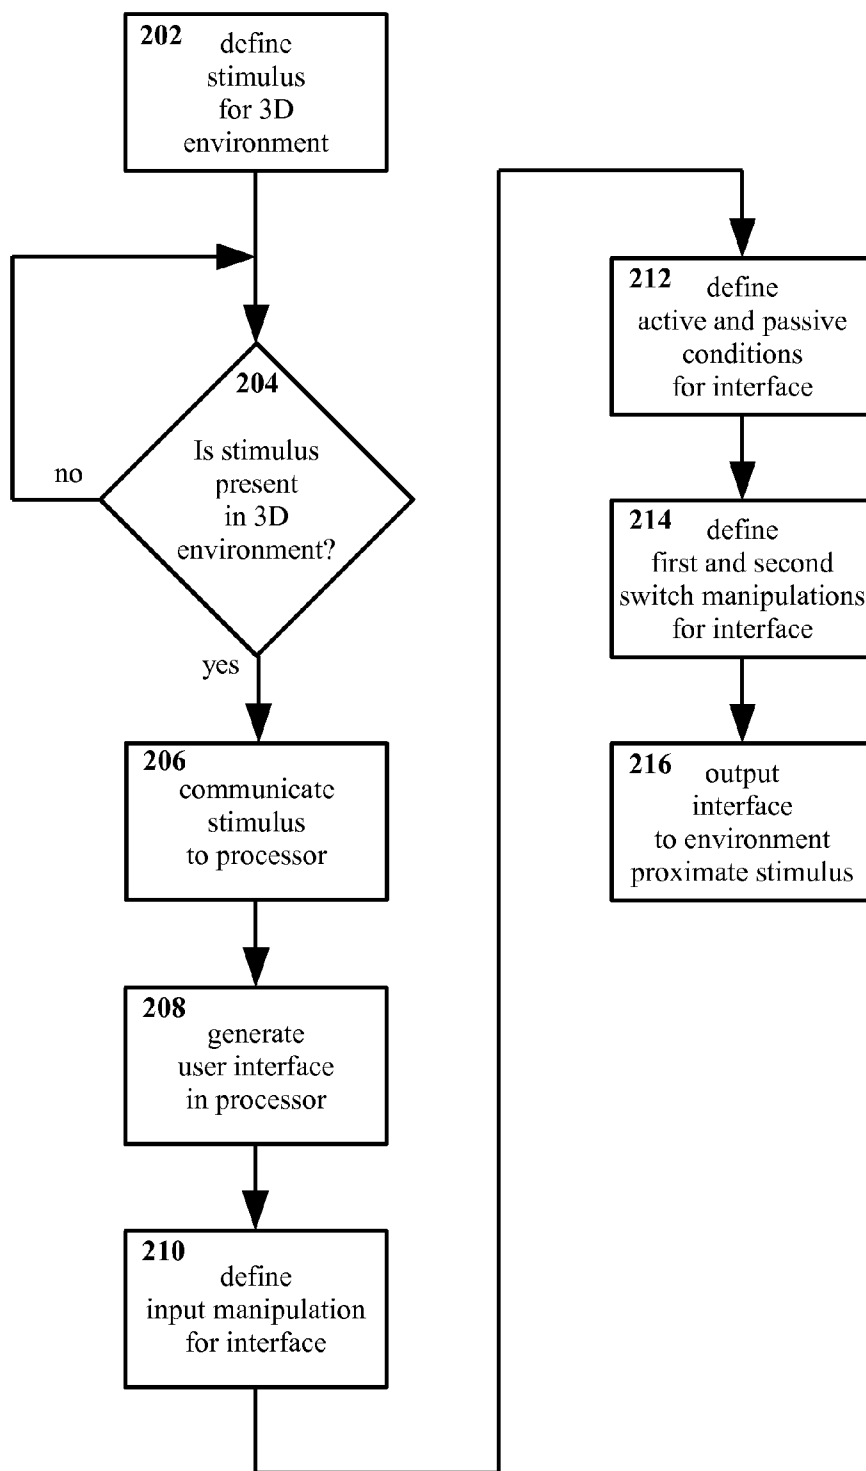 202 define
stimulus
for 3D
environment
204
Is stimulus
present
in 3D
environment?
no
yes
206
communicate
stimulus
to processor
208
generate
user interface
in processor
210
define
input manipulation
for interface
212 define
active and passive
conditions
for interface
214 define
first and second
switch manipulations
for interface
216 output
interface
to environment
proximate stimulus